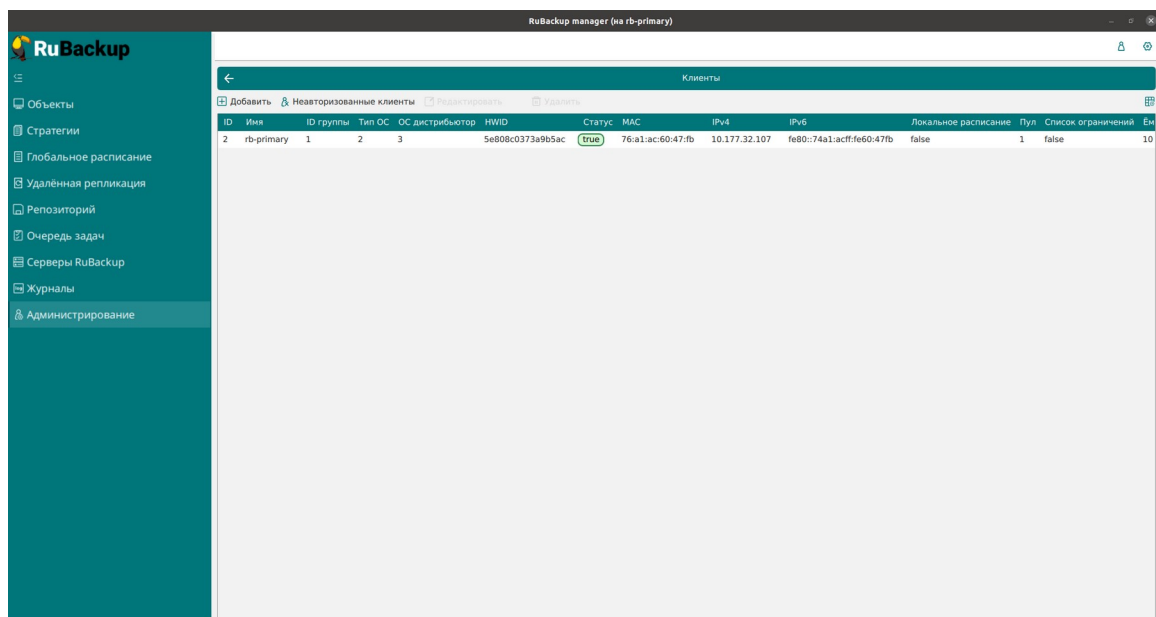 RuBackup manager (на rb-primary)
RuBackup
Объекты
Стратегии
Глобальное расписание
Удалённая репликация
Репозиторий
Очередь задач
Серверы RuBackup
Журналы
Администрирование
Клиенты
Добавить Неавторизованные клиенты Редактировать Удалить
ID Имя ID группы Тип ОС ОС дистрибьютор HWID Статус MAC IPv4 IPv6 Локальное расписание Пул Список ограничений Ём
2 rb-primary 1 2 3 5e808c0373a9b5ac true 76:a1:ac:60:47:fb 10.177.32.107 fe80::74a1:acff:fe60:47fb false 1 false 10